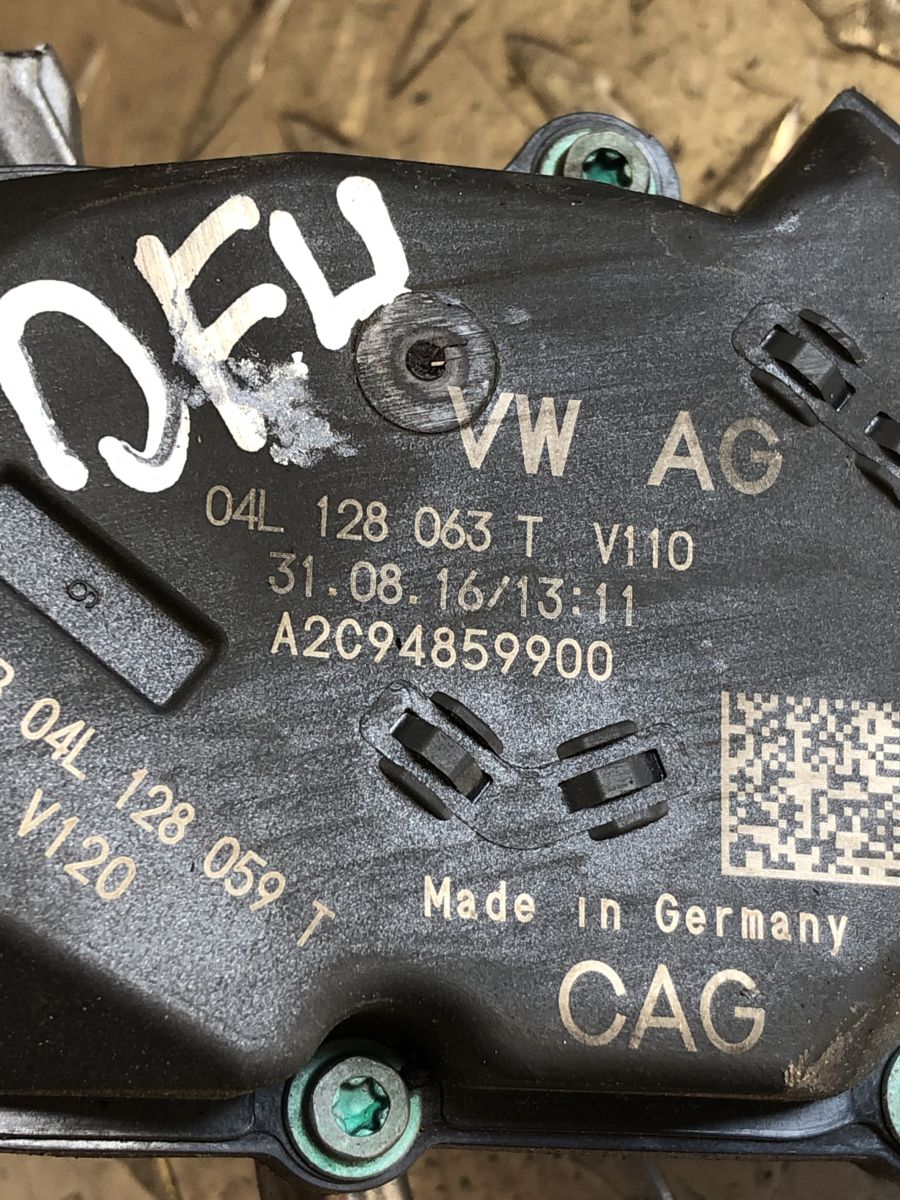 DFU
VW AG
04L 128 063 T V110
31.08.16/13:11
A2C94859900
9
04L 128 059 T
V120
Made in Germany
CAG